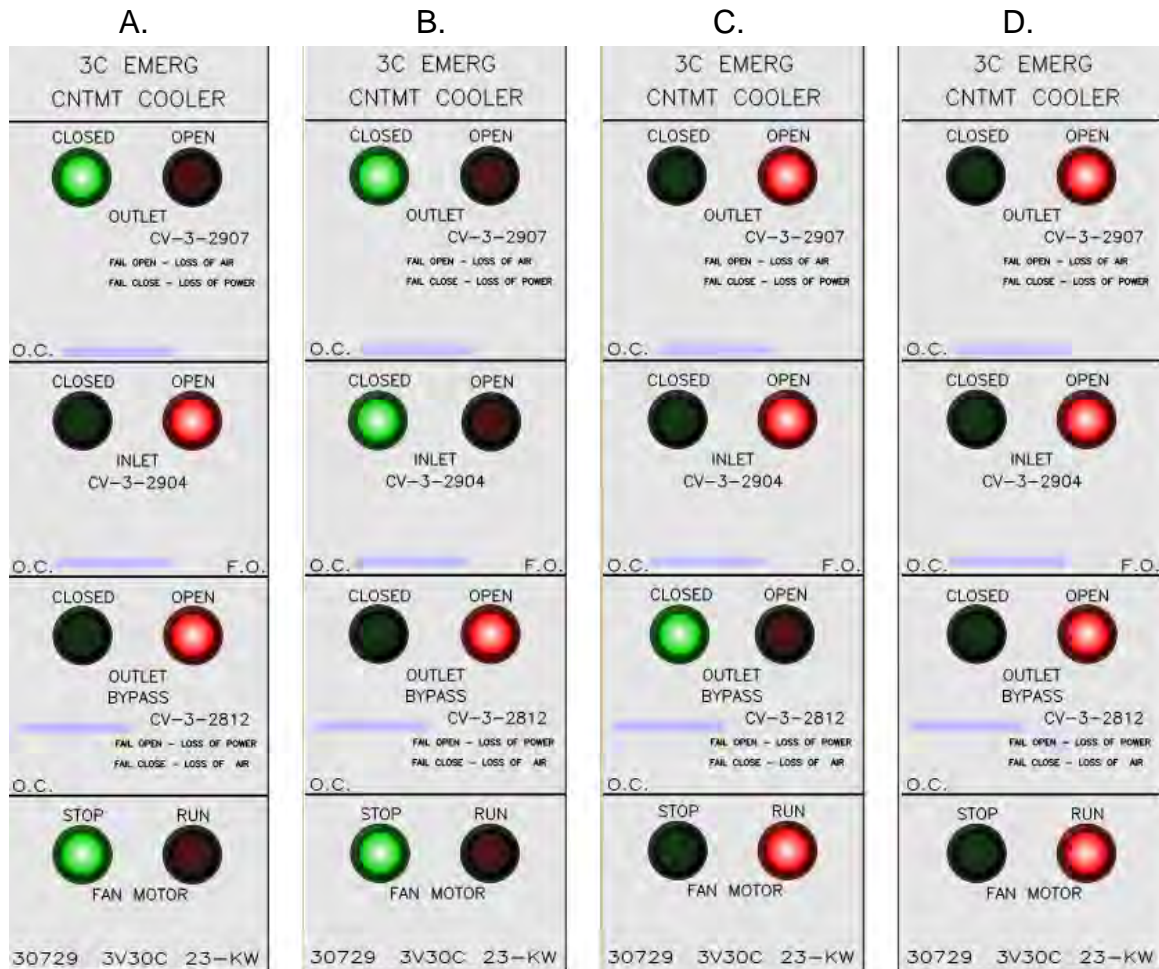 A.
3C EMERG
CNTMT COOLER
CLOSED OPEN
OUTLET
CV-3-2907
FAIL OPEN – LOSS OF AIR
FAIL CLOSE – LOSS OF POWER
O.C.
CLOSED OPEN
INLET
CV-3-2904
O.C. F.O.
CLOSED OPEN
OUTLET
BYPASS
CV-3-2812
FAIL OPEN – LOSS OF POWER
FAIL CLOSE – LOSS OF AIR
O.C.
STOP RUN
FAN MOTOR
30729 3V30C 23-KW
B.
3C EMERG
CNTMT COOLER
CLOSED OPEN
OUTLET
CV-3-2907
FAIL OPEN – LOSS OF AIR
FAIL CLOSE – LOSS OF POWER
O.C.
CLOSED OPEN
INLET
CV-3-2904
O.C. F.O.
CLOSED OPEN
OUTLET
BYPASS
CV-3-2812
FAIL OPEN – LOSS OF POWER
FAIL CLOSE – LOSS OF AIR
O.C.
STOP RUN
FAN MOTOR
30729 3V30C 23-KW
C.
3C EMERG
CNTMT COOLER
CLOSED OPEN
OUTLET
CV-3-2907
FAIL OPEN – LOSS OF AIR
FAIL CLOSE – LOSS OF POWER
O.C.
CLOSED OPEN
INLET
CV-3-2904
O.C. F.O.
CLOSED OPEN
OUTLET
BYPASS
CV-3-2812
FAIL OPEN – LOSS OF POWER
FAIL CLOSE – LOSS OF AIR
O.C.
STOP RUN
FAN MOTOR
30729 3V30C 23-KW
D.
3C EMERG
CNTMT COOLER
CLOSED OPEN
OUTLET
CV-3-2907
FAIL OPEN – LOSS OF AIR
FAIL CLOSE – LOSS OF POWER
O.C.
CLOSED OPEN
INLET
CV-3-2904
O.C. F.O.
CLOSED OPEN
OUTLET
BYPASS
CV-3-2812
FAIL OPEN – LOSS OF POWER
FAIL CLOSE – LOSS OF AIR
O.C.
STOP RUN
FAN MOTOR
30729 3V30C 23-KW